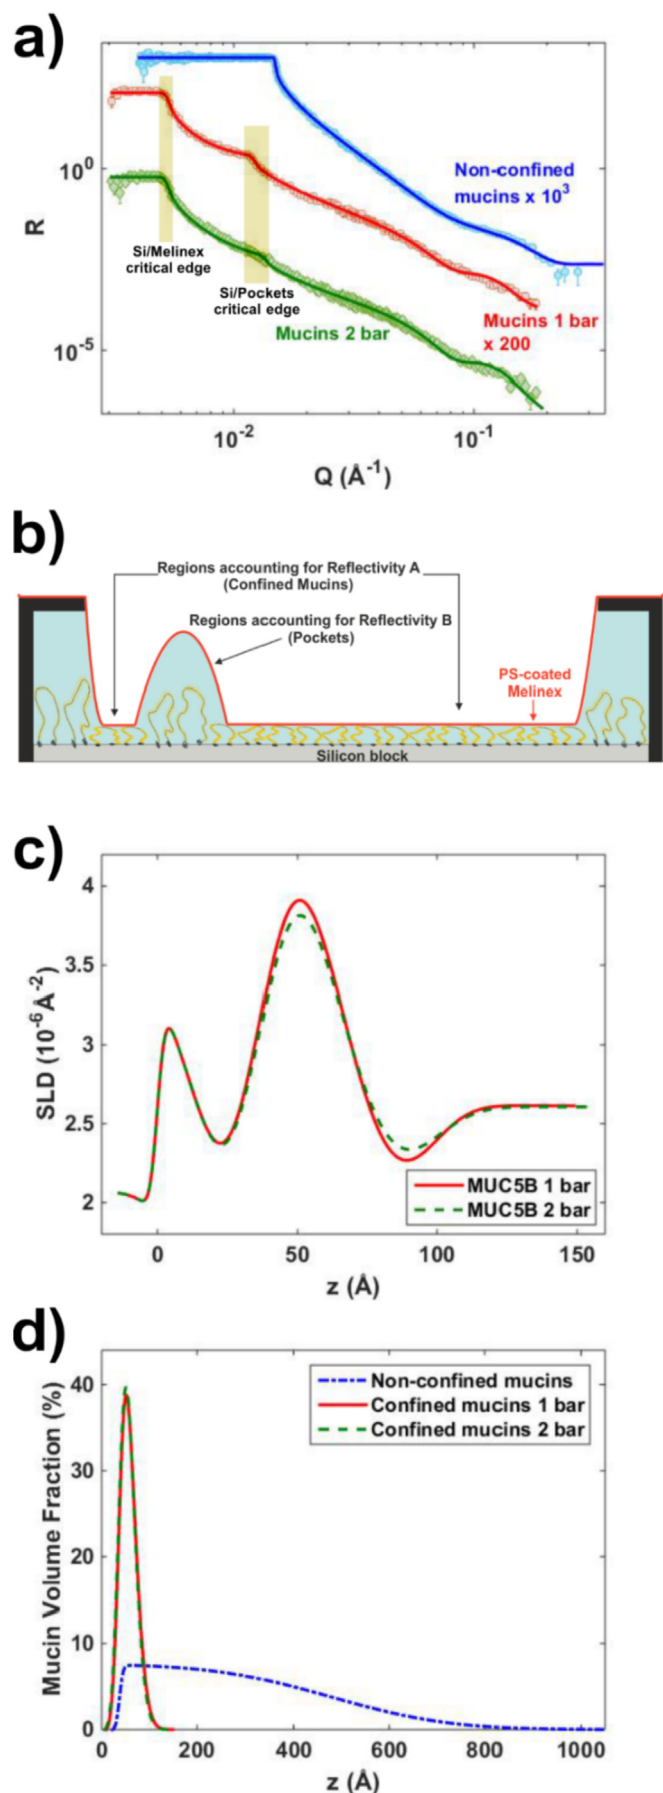 a)
10^0
10^-5
R
Non-confined
mucins x 10^3
Si/Melinex
critical edge
Si/Pockets
critical edge
Mucins 1 bar
x 200
Mucins 2 bar
10^-2
10^-1
Q (Å^-1)
b)
Regions accounting for Reflectivity A
(Confined Mucins)
Regions accounting for Reflectivity B
(Pockets)
PS-coated
Melinex
Silicon block
c)
4
3.5
3
2.5
2
SLD (10^-6 Å^-2)
MUC5B 1 bar
MUC5B 2 bar
0
50
100
150
z (Å)
d)
40
30
20
10
0
Mucin Volume Fraction (%)
Non-confined mucins
Confined mucins 1 bar
Confined mucins 2 bar
0
200
400
600
800
1000
z (Å)